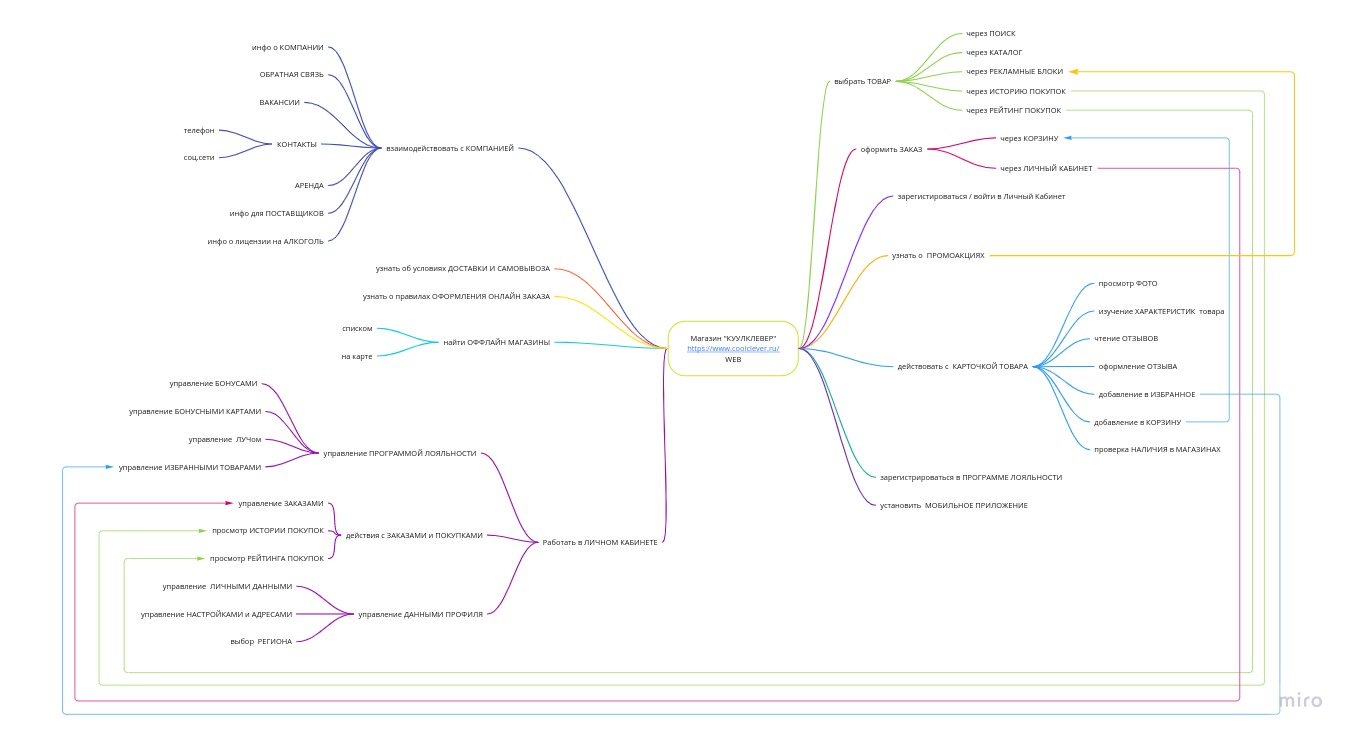 Магазин "КУУЛКЛЕВЕР"
https://www.coolclever.ru/
WEB
инфо о КОМПАНИИ
ОБРАТНАЯ СВЯЗЬ
ВАКАНСИИ
телефон
соц.сети
КОНТАКТЫ
АРЕНДА
инфо для ПОСТАВЩИКОВ
инфо о лицензии на АЛКОГОЛЬ
взаимодействовать с КОМПАНИЕЙ
узнать об условиях ДОСТАВКИ И САМОВЫВОЗА
узнать о правилах ОФОРМЛЕНИЯ ОНЛАЙН ЗАКАЗА
списком
на карте
найти ОФФЛАЙН МАГАЗИНЫ
управление БОНУСАМИ
управление БОНУСНЫМИ КАРТАМИ
управление ЛУЧом
управление ИЗБРАННЫМИ ТОВАРАМИ
управление ПРОГРАММОЙ ЛОЯЛЬНОСТИ
управление ЗАКАЗАМИ
просмотр ИСТОРИИ ПОКУПОК
просмотр РЕЙТИНГА ПОКУПОК
действия с ЗАКАЗАМИ и ПОКУПКАМИ
управление ЛИЧНЫМИ ДАННЫМИ
управление НАСТРОЙКАМИ и АДРЕСАМИ
выбор РЕГИОНА
управление ДАННЫМИ ПРОФИЛЯ
Работать в ЛИЧНОМ КАБИНЕТЕ
выбрать ТОВАР
через ПОИСК
через КАТАЛОГ
через РЕКЛАМНЫЕ БЛОКИ
через ИСТОРИЮ ПОКУПОК
через РЕЙТИНГ ПОКУПОК
оформить ЗАКАЗ
через КОРЗИНУ
через ЛИЧНЫЙ КАБИНЕТ
зарегистироваться / войти в Личный Кабинет
узнать о ПРОМОАКЦИЯХ
действовать с КАРТОЧКОЙ ТОВАРА
просмотр ФОТО
изучение ХАРАКТЕРИСТИК товара
чтение ОТЗЫВОВ
оформление ОТЗЫВА
добавление в ИЗБРАННОЕ
добавление в КОРЗИНУ
проверка НАЛИЧИЯ в МАГАЗИНАХ
зарегистрироваться в ПРОГРАММЕ ЛОЯЛЬНОСТИ
установить МОБИЛЬНОЕ ПРИЛОЖЕНИЕ
miro